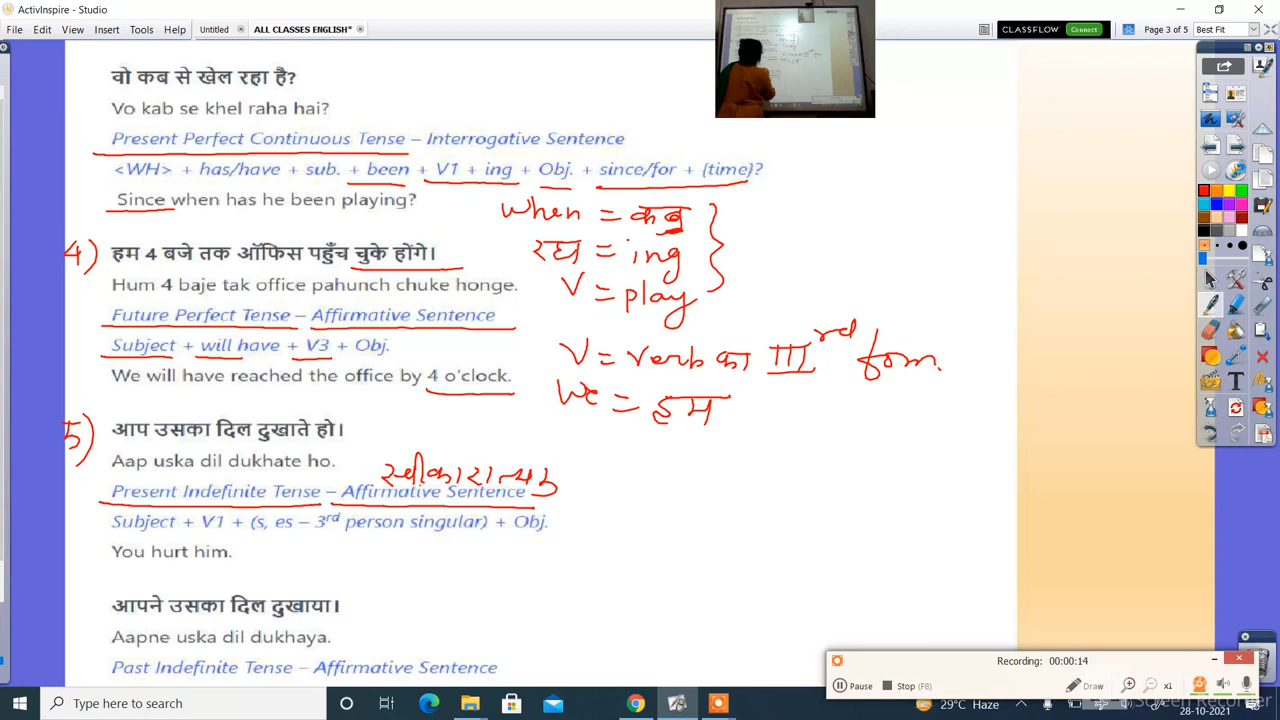 ActivInspire - Studio
File Edit View Insert Tools Help
Untitled
ALL CLASSES ENGLISH*
CLASSFLOW
Connect
Page 3 of 5
Best Fit
वो कब से खेल रहा है?
Vo kab se khel raha hai?
Present Perfect Continuous Tense – Interrogative Sentence
<WH> + has/have + sub. + been + V1 + ing + Obj. + since/for + {time}?
Since when has he been playing?
when = कब
= ing
V = play
4) हम 4 बजे तक ऑफिस पहुँच चुके होंगे।
Hum 4 baje tak office pahunch chuke honge.
Future Perfect Tense – Affirmative Sentence
Subject + will have + V3 + Obj.
V = verb का IIIrd form.
We will have reached the office by 4 o'clock.
We = हम
5) आप उसका दिल दुखाते हो।
Aap uska dil dukhate ho.
Present Indefinite Tense – Affirmative Sentence
Subject + V1 + (s, es – 3rd person singular) + Obj.
You hurt him.
आपने उसका दिल दुखाया।
Aapne uska dil dukhaya.
Past Indefinite Tense – Affirmative Sentence
Recording: 00:00:14
Pause
Stop (F8)
Draw
x1
Screen Recorder
Type here to search
29°C Haze
28-10-2021